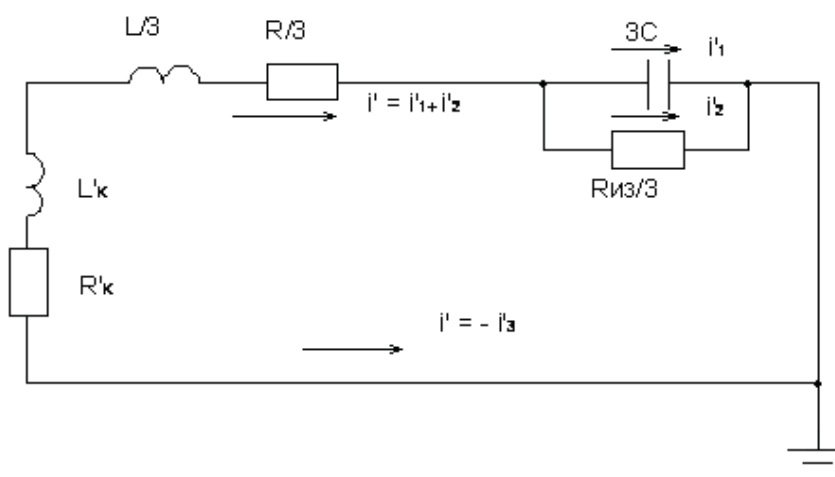 L/3
R/3
3C
i'1
i' = i'1+i'2
i'2
Rиз/3
L'к
R'к
i' = - i'3